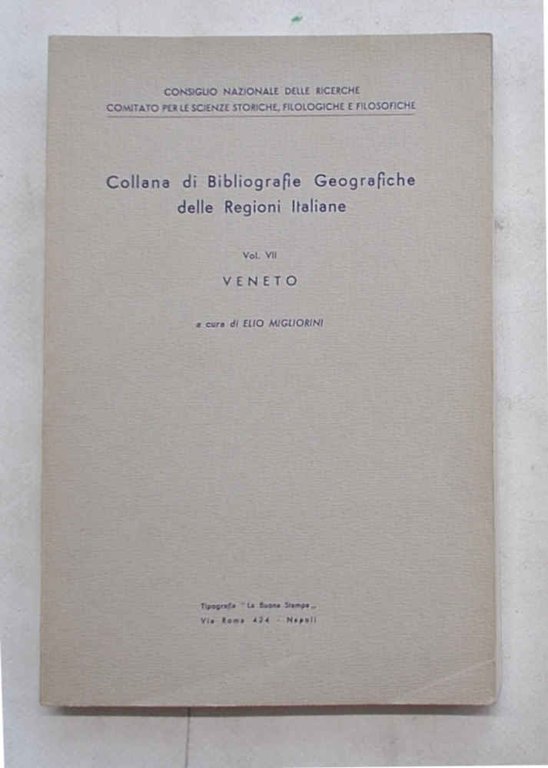 CONSIGLIO NAZIONALE DELLE RICERCHE
COMITATO PER LE SCIENZE STORICHE, FILOLOGICHE E FILOSOFICHE
Collana di Bibliografie Geografiche
delle Regioni Italiane
Vol. VII
VENETO
a cura di ELIO MIGLIORINI
Tipografia "La Buona Stampa„
Via Roma 424 - Napoli